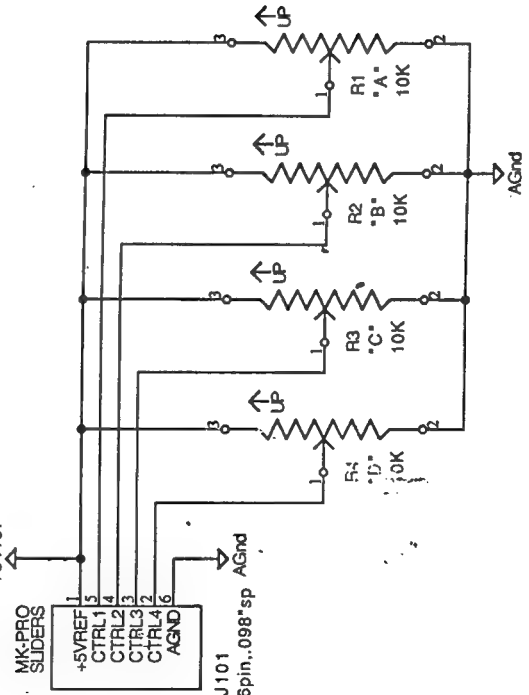 MK-PRO
SLIDERS
+5VREF 1
CTRL1 5
CTRL2 4
CTRL3 3
CTRL4 2
AGND 6
6pin,.098"sp
AGnd
3
UP
1
R4
"D"
2
3
UP
1
R3
"C"
10K
2
3
UP
1
R2
"B"
10K
2
3
UP
1
R1
"A"
10K
2
AGnd